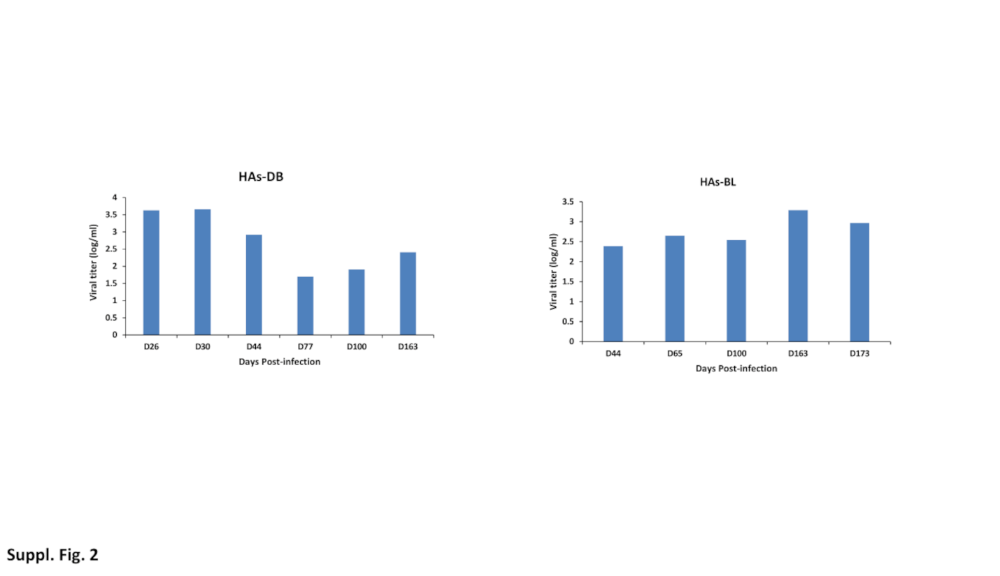 HAs-DB
Viral titer (log/ml)
4
3.5
3
2.5
2
1.5
1
0.5
0
D26 D30 D44 D77 D100 D163
Days Post-infection
HAs-BL
Viral titer (log/ml)
3.5
3
2.5
2
1.5
1
0.5
0
D44 D65 D100 D163 D173
Days Post-infection
Suppl. Fig. 2